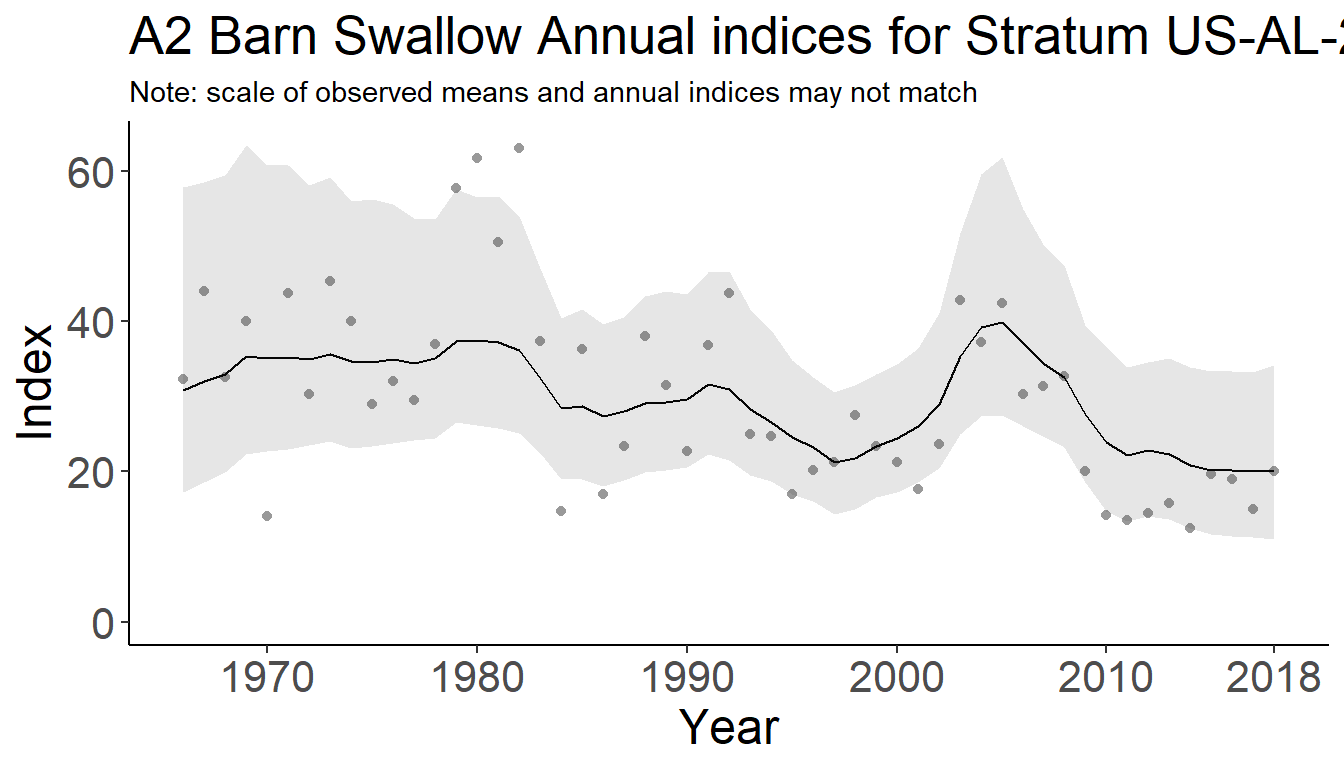 A2 Barn Swallow Annual indices for Stratum US-AL-2
Note: scale of observed means and annual indices may not match
60
40
20
0
Index
1970 1980 1990 2000 2010 2018
Year